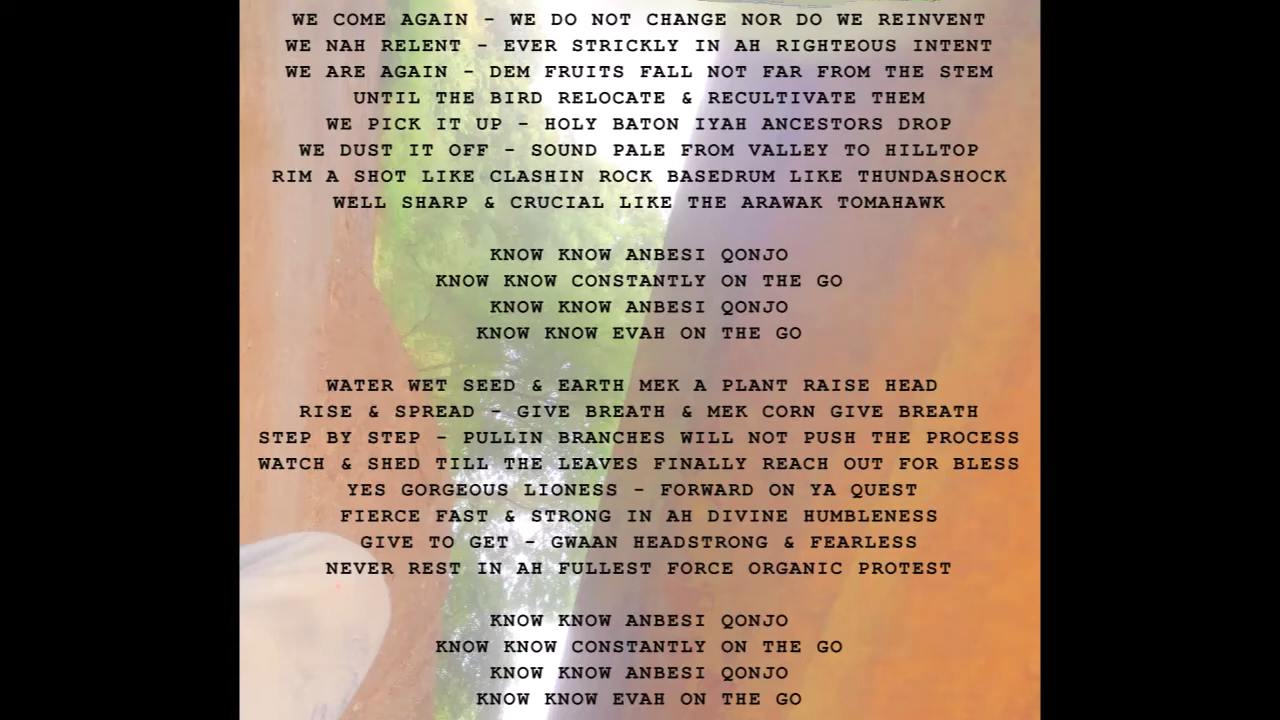 WE COME AGAIN - WE DO NOT CHANGE NOR DO WE REINVENT
WE NAH RELENT - EVER STRICKLY IN AH RIGHTEOUS INTENT
WE ARE AGAIN - DEM FRUITS FALL NOT FAR FROM THE STEM
UNTIL THE BIRD RELOCATE & RECULTIVATE THEM
WE PICK IT UP - HOLY BATON IYAH ANCESTORS DROP
WE DUST IT OFF - SOUND PALE FROM VALLEY TO HILLTOP
RIM A SHOT LIKE CLASHIN ROCK BASEDRUM LIKE THUNDASHOCK
WELL SHARP & CRUCIAL LIKE THE ARAWAK TOMAHAWK
KNOW KNOW ANBESI QONJO
KNOW KNOW CONSTANTLY ON THE GO
KNOW KNOW ANBESI QONJO
KNOW KNOW EVAH ON THE GO
WATER WET SEED & EARTH MEK A PLANT RAISE HEAD
RISE & SPREAD - GIVE BREATH & MEK CORN GIVE BREATH
STEP BY STEP - PULLIN BRANCHES WILL NOT PUSH THE PROCESS
WATCH & SHED TILL THE LEAVES FINALLY REACH OUT FOR BLESS
YES GORGEOUS LIONESS - FORWARD ON YA QUEST
FIERCE FAST & STRONG IN AH DIVINE HUMBLENESS
GIVE TO GET - GWAAN HEADSTRONG & FEARLESS
NEVER REST IN AH FULLEST FORCE ORGANIC PROTEST
KNOW KNOW ANBESI QONJO
KNOW KNOW CONSTANTLY ON THE GO
KNOW KNOW ANBESI QONJO
KNOW KNOW EVAH ON THE GO